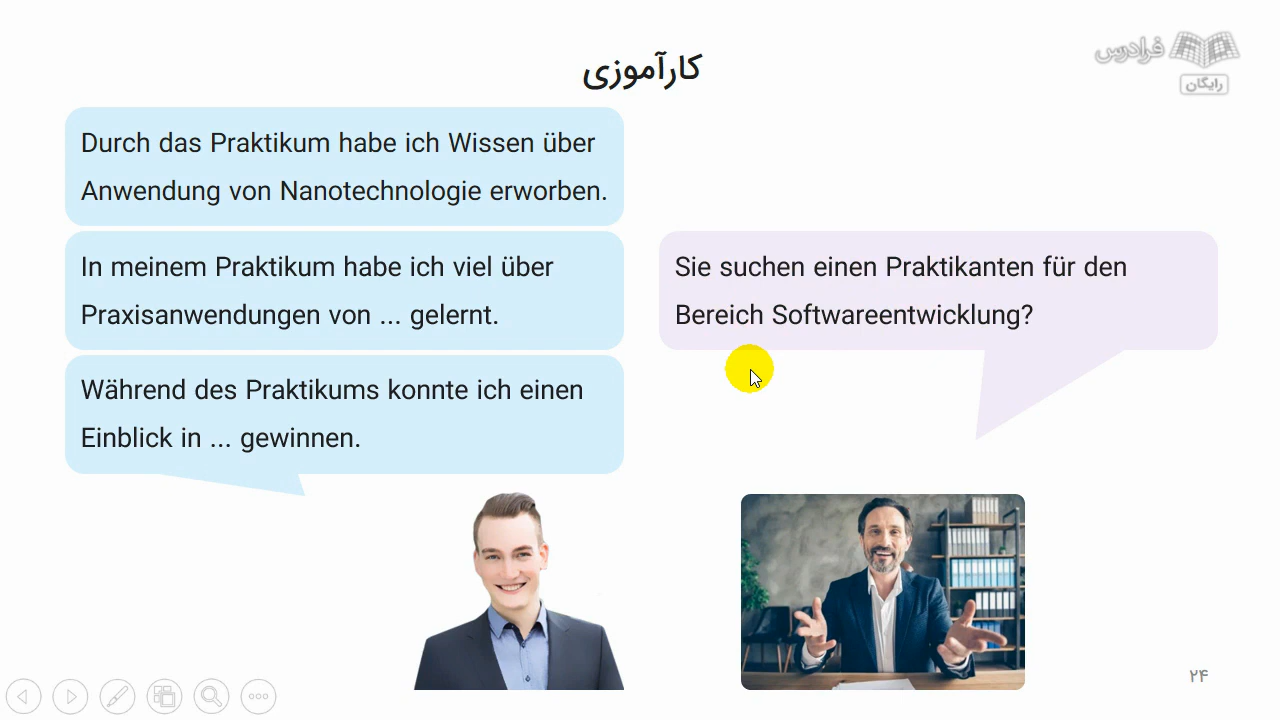 فرادرس
رایگان
کارآموزی
Durch das Praktikum habe ich Wissen über
Anwendung von Nanotechnologie erworben.
In meinem Praktikum habe ich viel über
Praxisanwendungen von ... gelernt.
Während des Praktikums konnte ich einen
Einblick in ... gewinnen.
Sie suchen einen Praktikanten für den
Bereich Softwareentwicklung?
۲۴